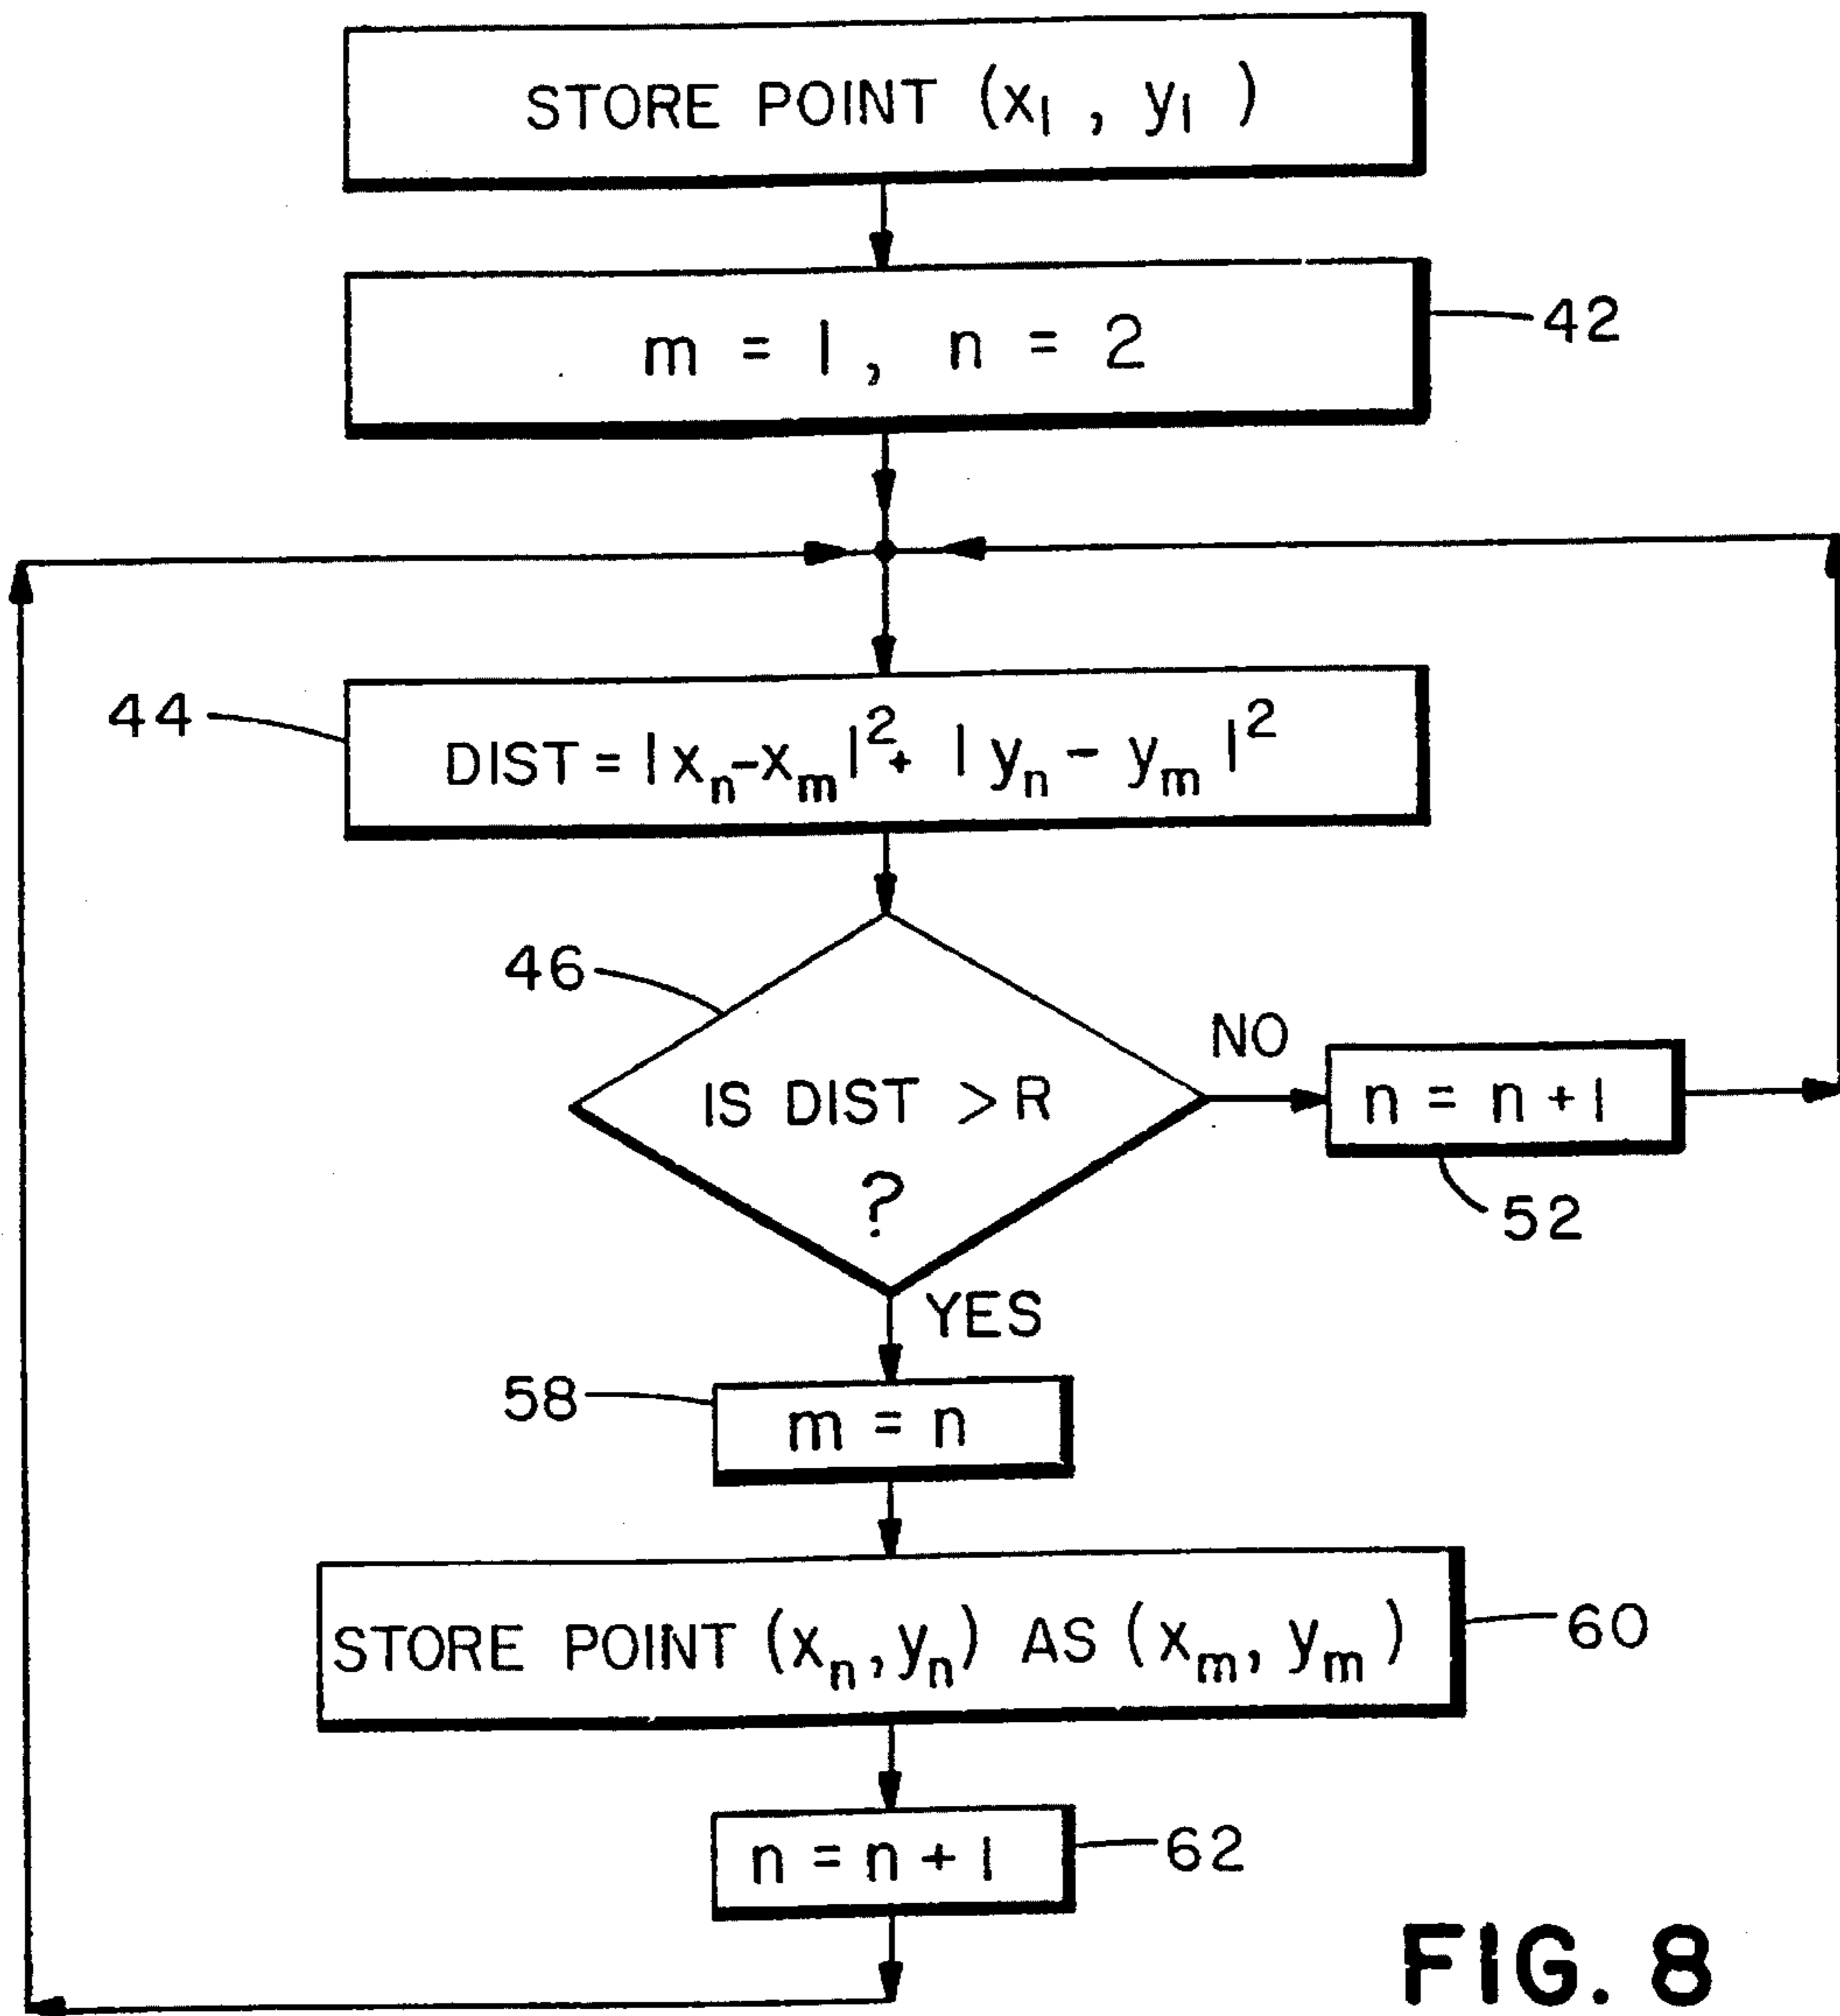 STORE POINT (x₁ , y₁ )
m = 1 , n = 2
42
44
DIST = |xₙ-xₘ|²+ |yₙ - yₘ|²
46
IS DIST > R
?
NO
n = n + 1
52
YES
58
m = n
STORE POINT (xₙ, yₙ) AS (xₘ, yₘ)
60
n = n + 1
62
FIG. 8